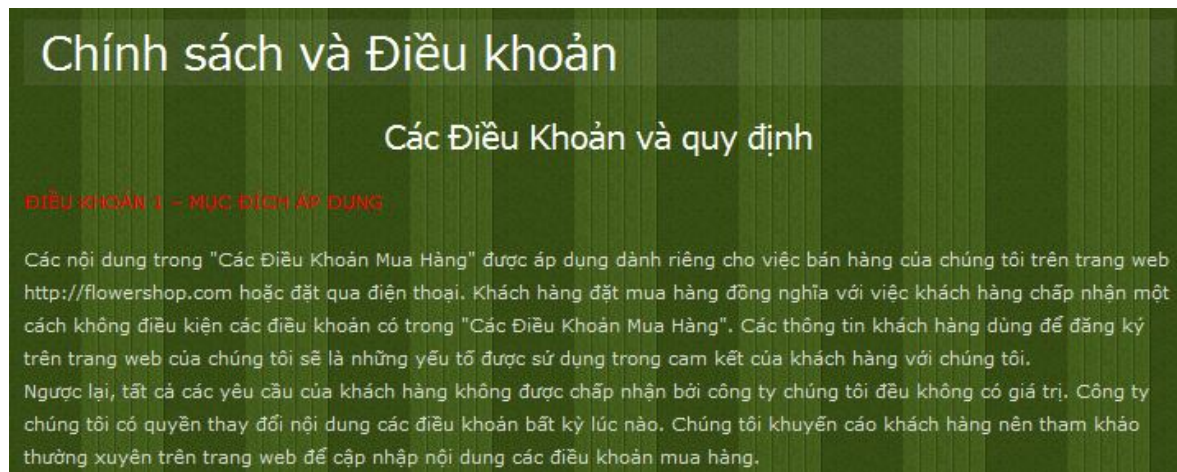 Chính sách và Điều khoản
Các Điều Khoản và quy định
ĐIỀU KHOẢN 1 – MỤC ĐÍCH ÁP DỤNG
Các nội dung trong "Các Điều Khoản Mua Hàng" được áp dụng dành riêng cho việc bán hàng của chúng tôi trên trang web
http://flowershop.com hoặc đặt qua điện thoại. Khách hàng đặt mua hàng đồng nghĩa với việc khách hàng chấp nhận một
cách không điều kiện các điều khoản có trong "Các Điều Khoản Mua Hàng". Các thông tin khách hàng dùng để đăng ký
trên trang web của chúng tôi sẽ là những yếu tố được sử dụng trong cam kết của khách hàng với chúng tôi.
Ngược lại, tất cả các yêu cầu của khách hàng không được chấp nhận bởi công ty chúng tôi đều không có giá trị. Công ty
chúng tôi có quyền thay đổi nội dung các điều khoản bất kỳ lúc nào. Chúng tôi khuyến cáo khách hàng nên tham khảo
thường xuyên trên trang web để cập nhập nội dung các điều khoản mua hàng.